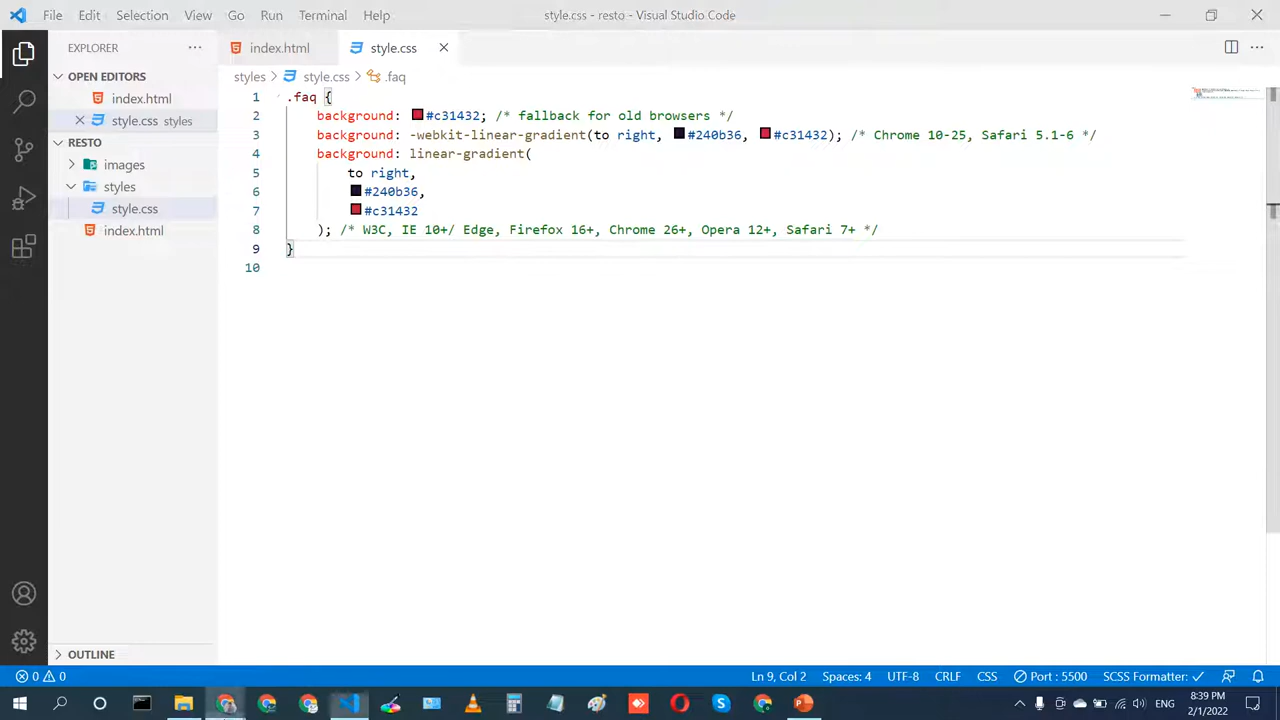 File Edit Selection View Go Run Terminal Help style.css - resto - Visual Studio Code
EXPLORER
OPEN EDITORS
index.html
style.css styles
RESTO
images
styles
style.css
index.html
OUTLINE
index.html style.css
styles > style.css > .faq
1 .faq {
2 background: #c31432; /* fallback for old browsers */
3 background: -webkit-linear-gradient(to right, #240b36, #c31432); /* Chrome 10-25, Safari 5.1-6 */
4 background: linear-gradient(
5 to right,
6 #240b36,
7 #c31432
8 ); /* W3C, IE 10+/ Edge, Firefox 16+, Chrome 26+, Opera 12+, Safari 7+ */
9 }
10
0 0 Ln 9, Col 2 Spaces: 4 UTF-8 CRLF CSS Port : 5500 SCSS Formatter:
8:39 PM
2/1/2022